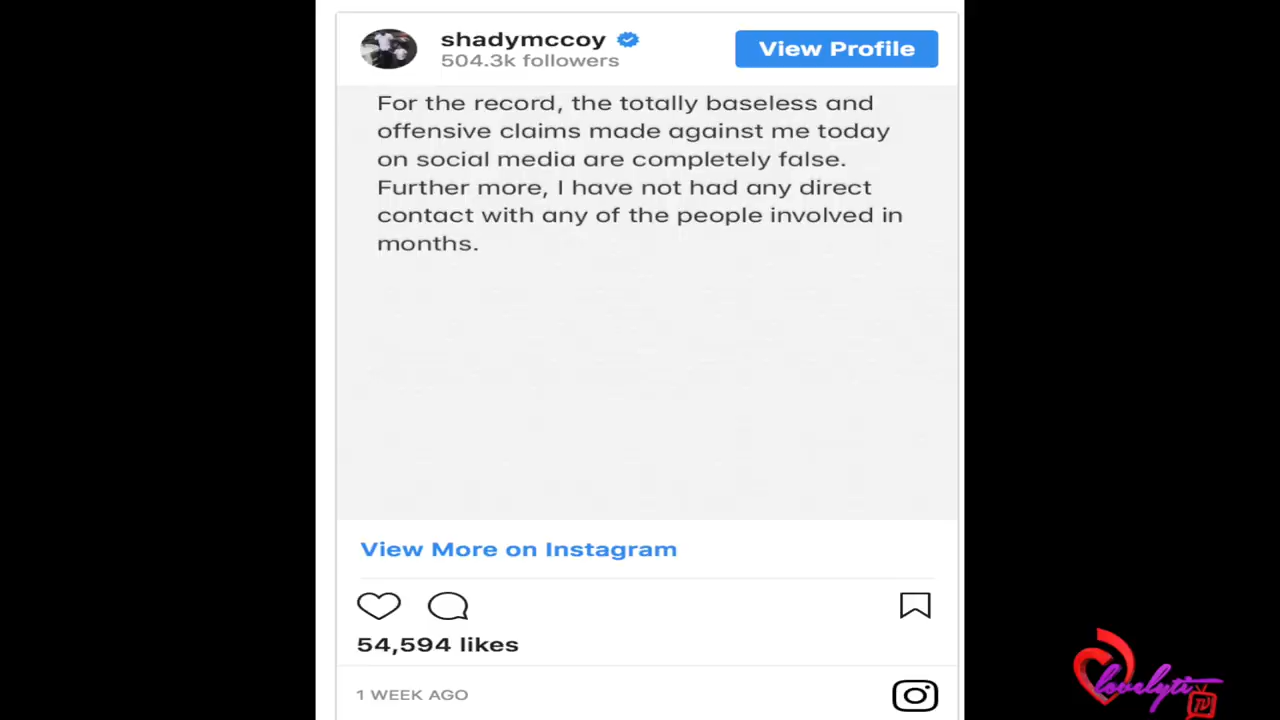 shadymccoy
504.3k followers
View Profile
For the record, the totally baseless and
offensive claims made against me today
on social media are completely false.
Further more, I have not had any direct
contact with any of the people involved in
months.
View More on Instagram
54,594 likes
1 WEEK AGO
lovelyti
TV